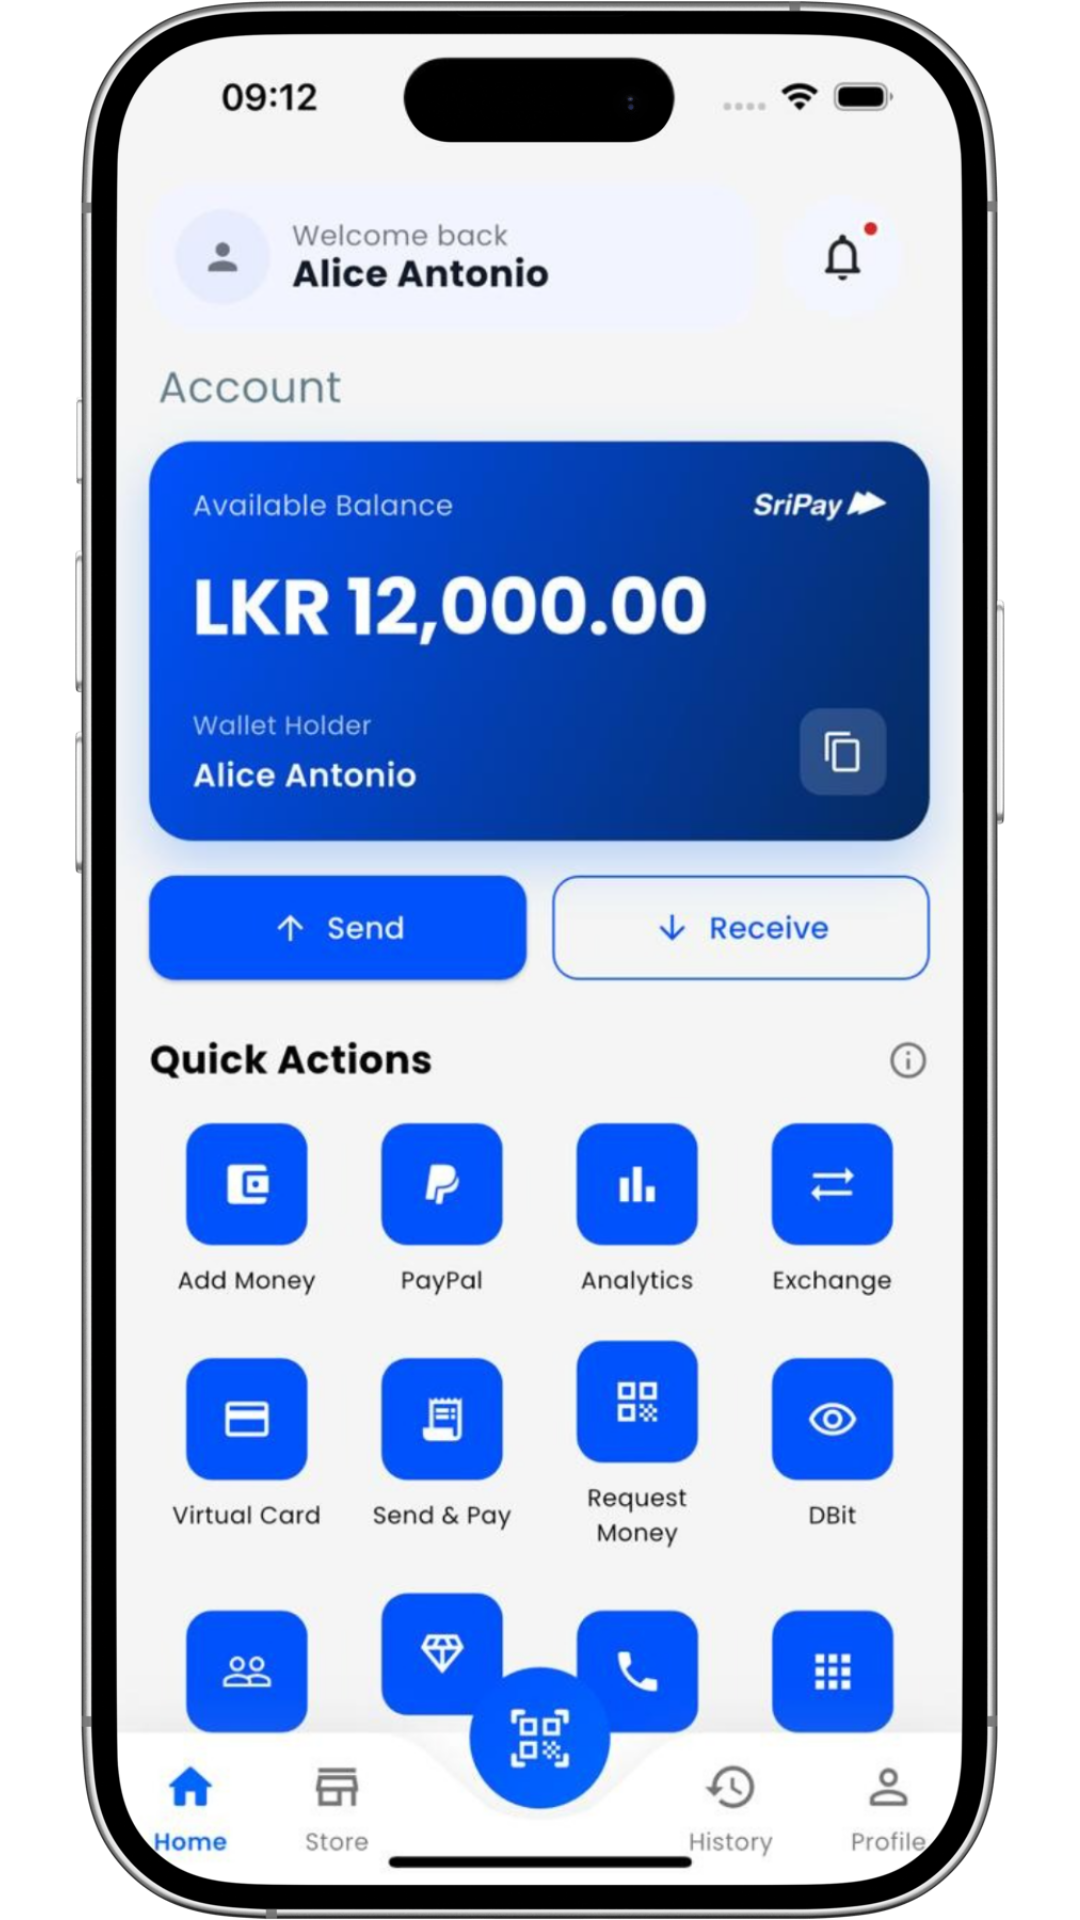 09:12
Welcome back
Alice Antonio
Account
Available Balance
SriPay
LKR 12,000.00
Wallet Holder
Alice Antonio
Send
Receive
Quick Actions
Add Money
PayPal
Analytics
Exchange
Virtual Card
Send & Pay
Request
Money
DBit
Home
Store
History
Profile